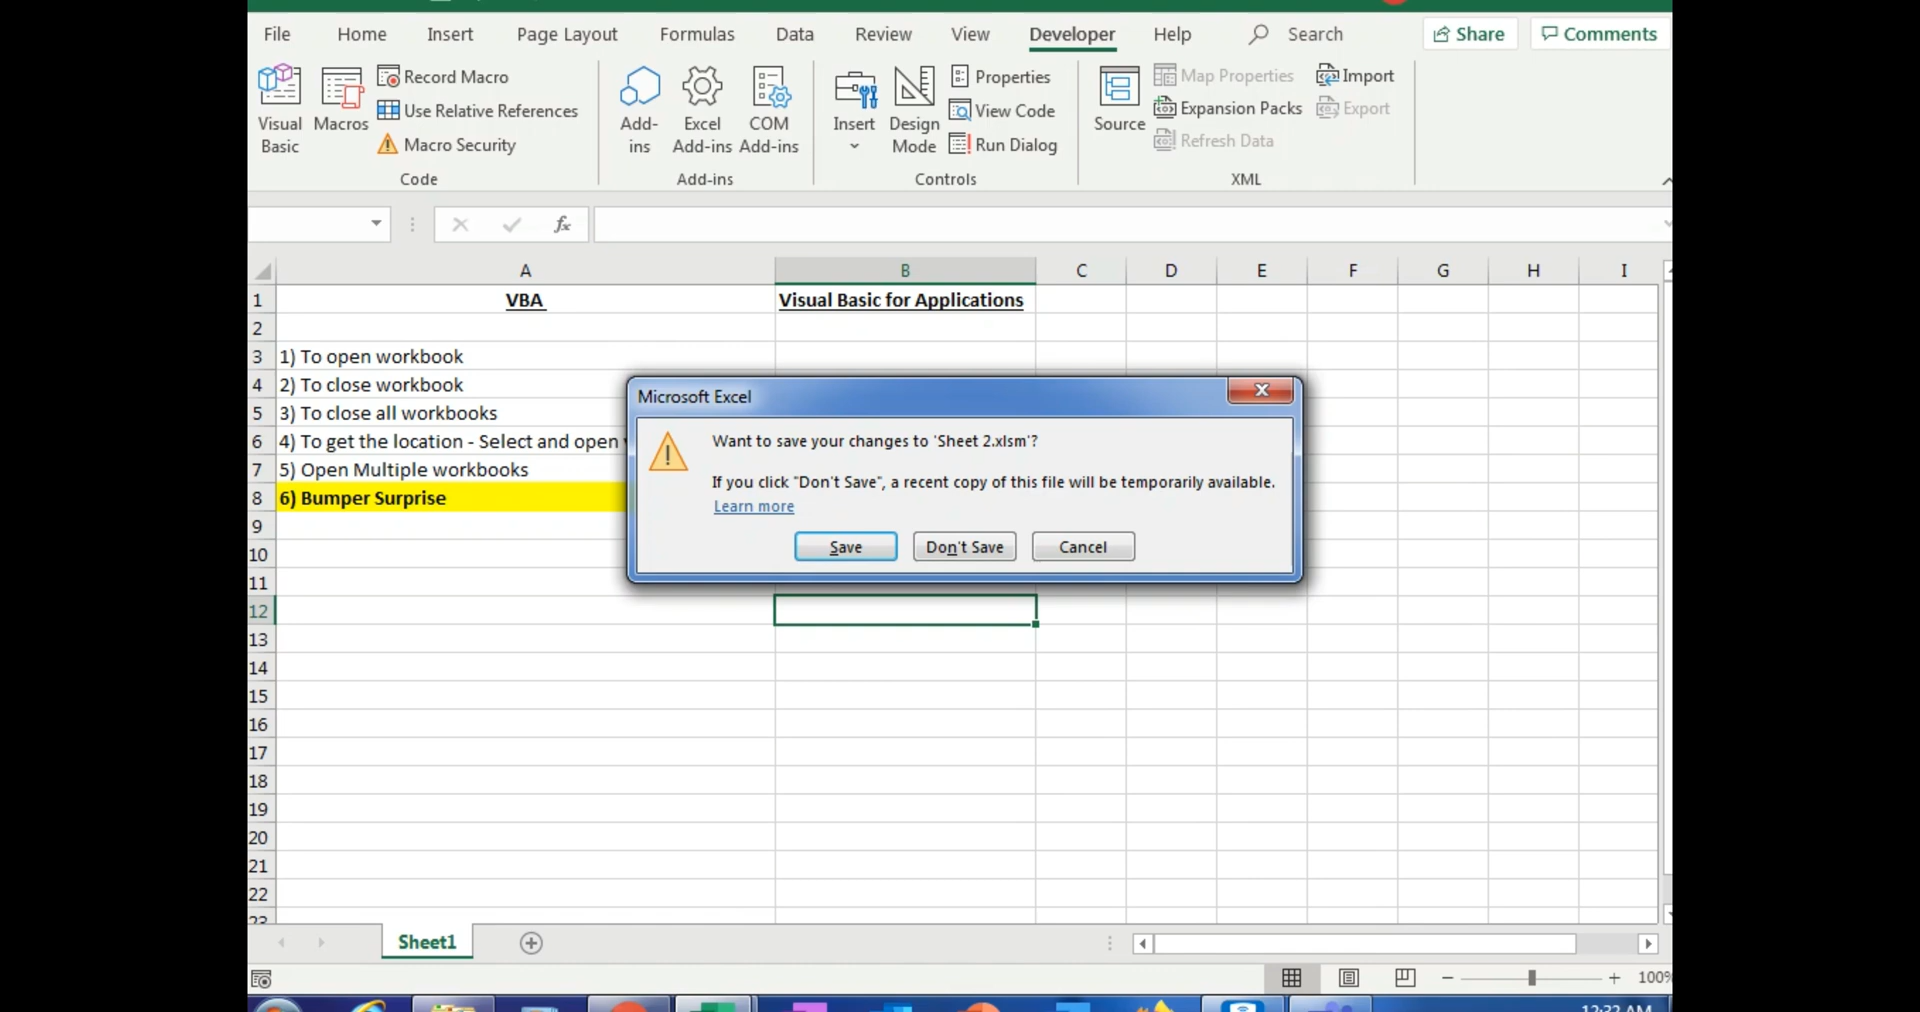 File Home Insert Page Layout Formulas Data Review View Developer Help Search Share Comments
Visual Basic
Macros
Record Macro
Use Relative References
Macro Security
Code
Add-ins
Excel Add-ins
COM Add-ins
Add-ins
Insert
Design Mode
Properties
View Code
Run Dialog
Controls
Source
Map Properties
Expansion Packs
Refresh Data
Import
Export
XML
fx
A B C D E F G H I
1 VBA Visual Basic for Applications
2
3 1) To open workbook
4 2) To close workbook
5 3) To close all workbooks
6 4) To get the location - Select and open
7 5) Open Multiple workbooks
8 6) Bumper Surprise
9
10
11
12
13
14
15
16
17
18
19
20
21
22
23
Microsoft Excel
Want to save your changes to 'Sheet 2.xlsm'?
If you click "Don't Save", a recent copy of this file will be temporarily available.
Learn more
Save Don't Save Cancel
Sheet1
100%
12:32 AM